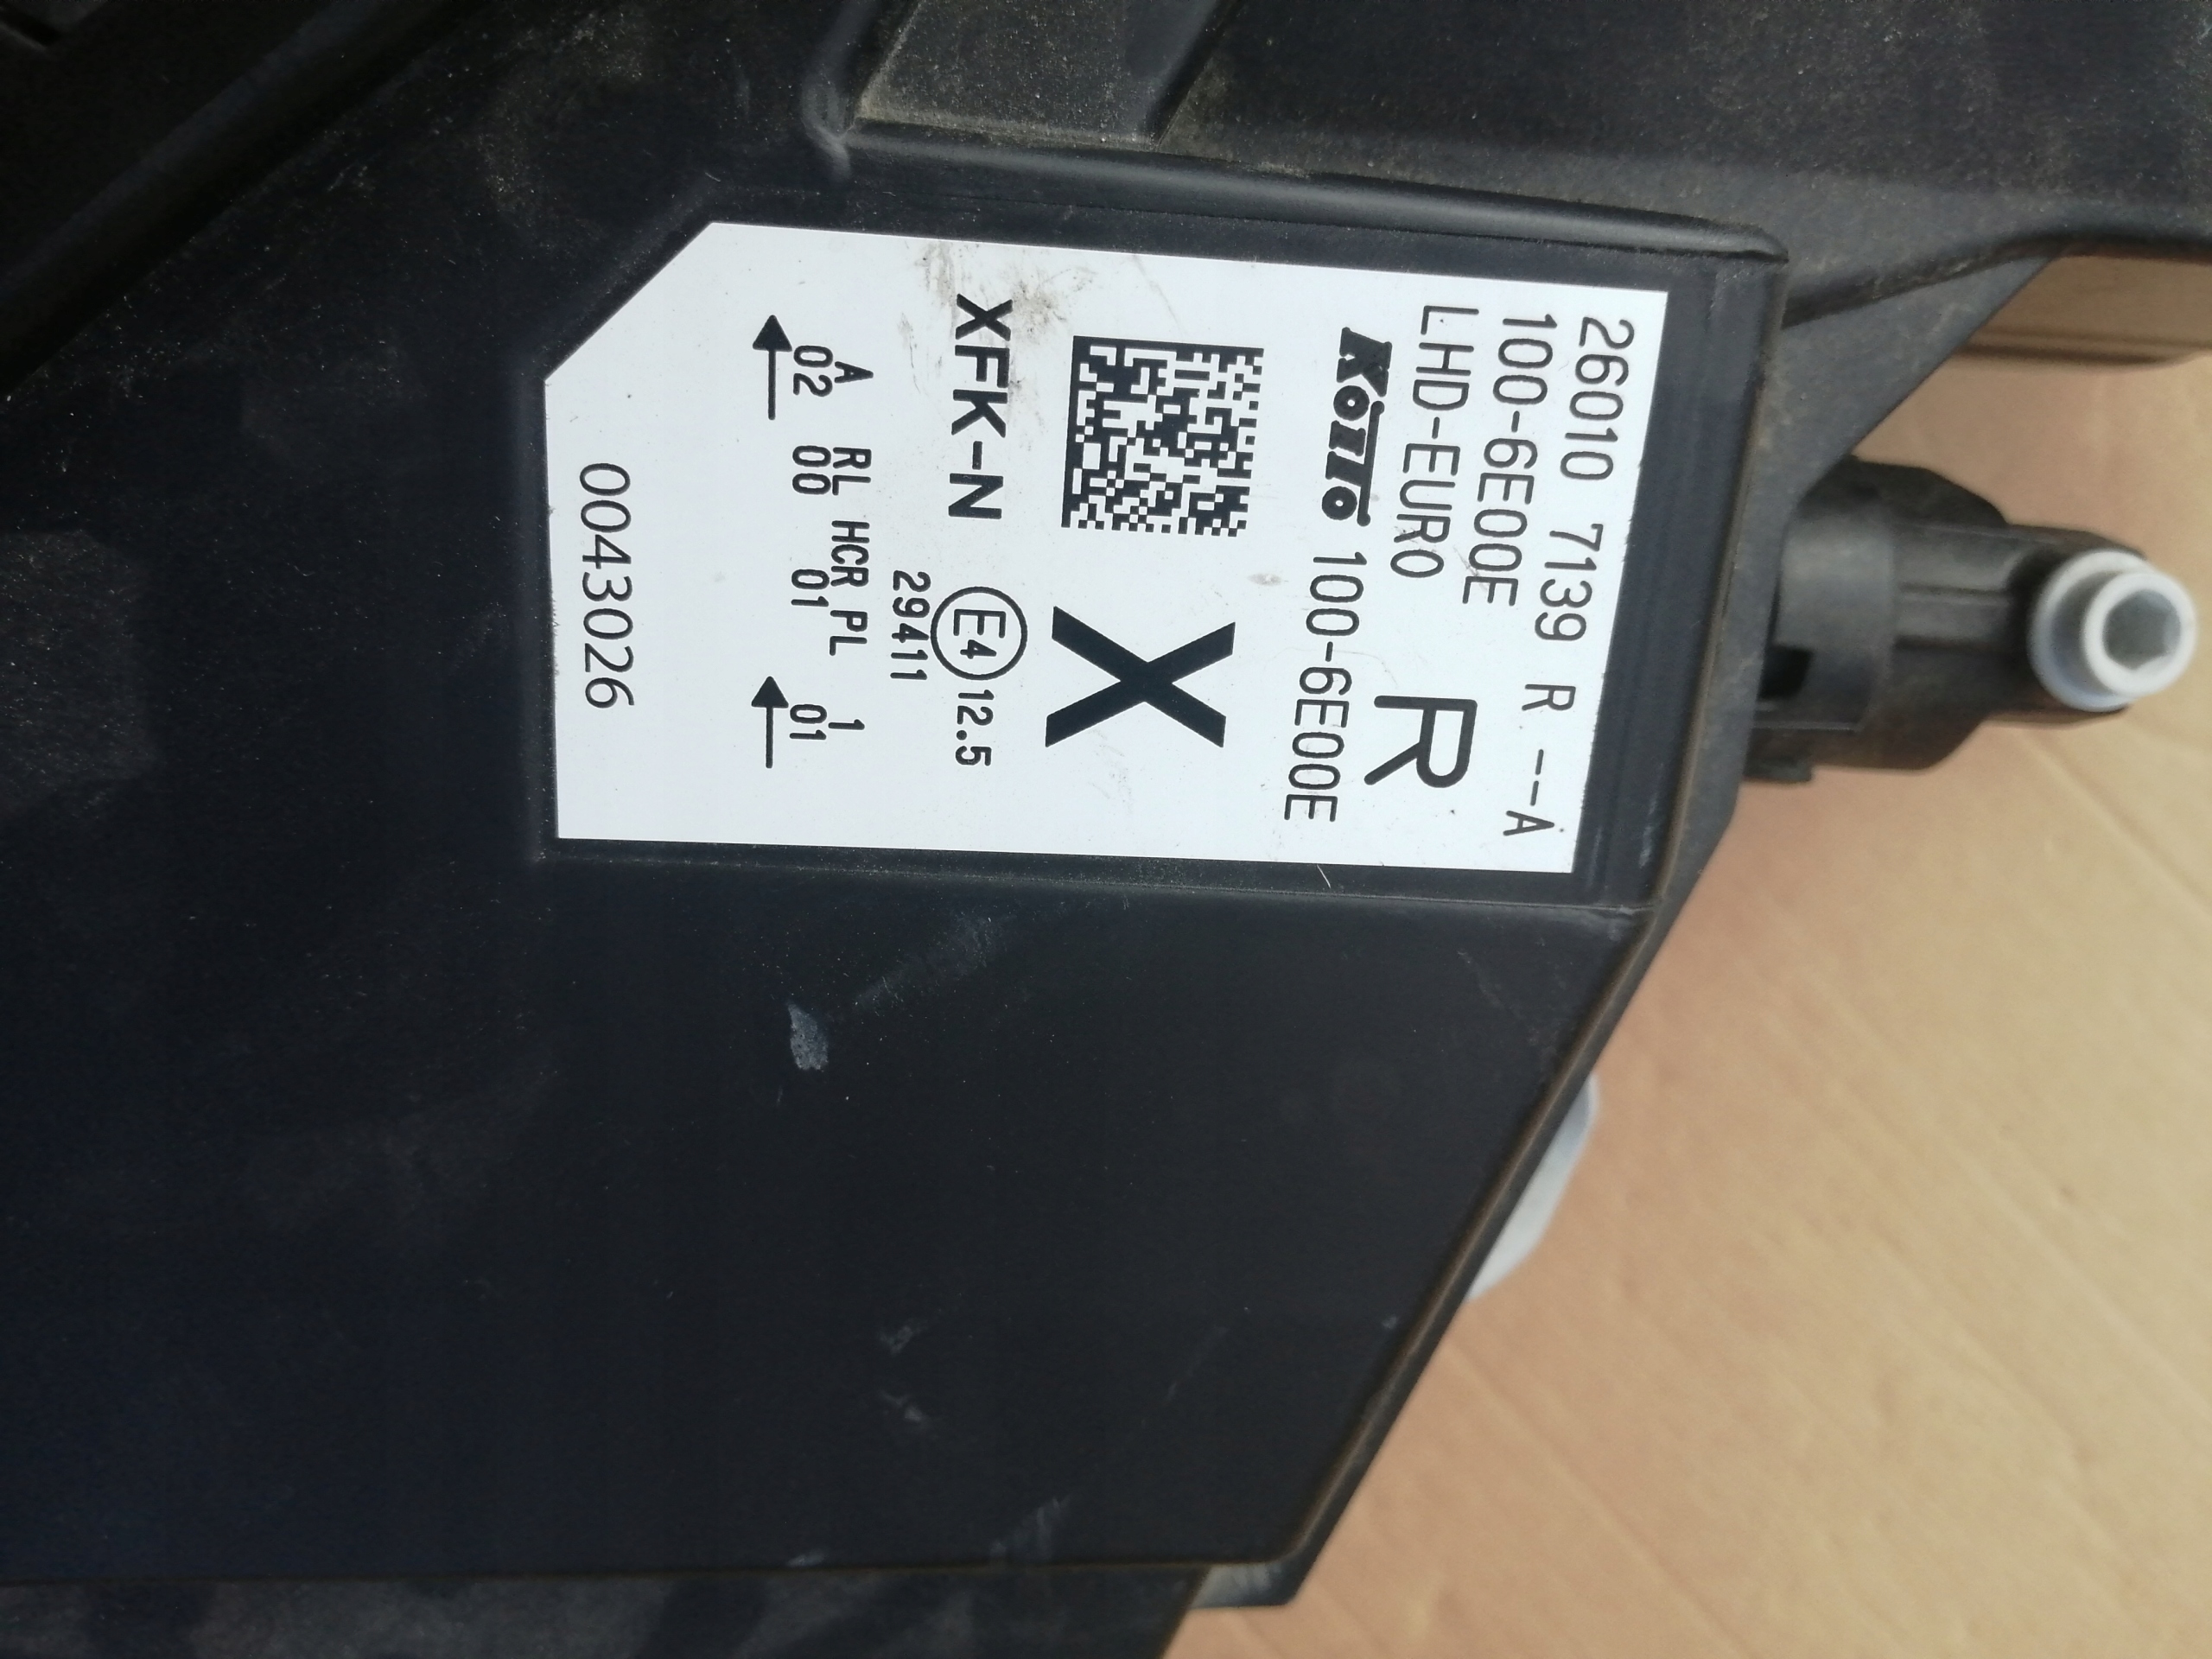 26010 7139 R --A
100-6E00E
LHD-EURO R
KOITO 100-6E00E
X
XFK-N E4 12.5
29411
A RL HCR PL 1
02 00 01 01
0043026